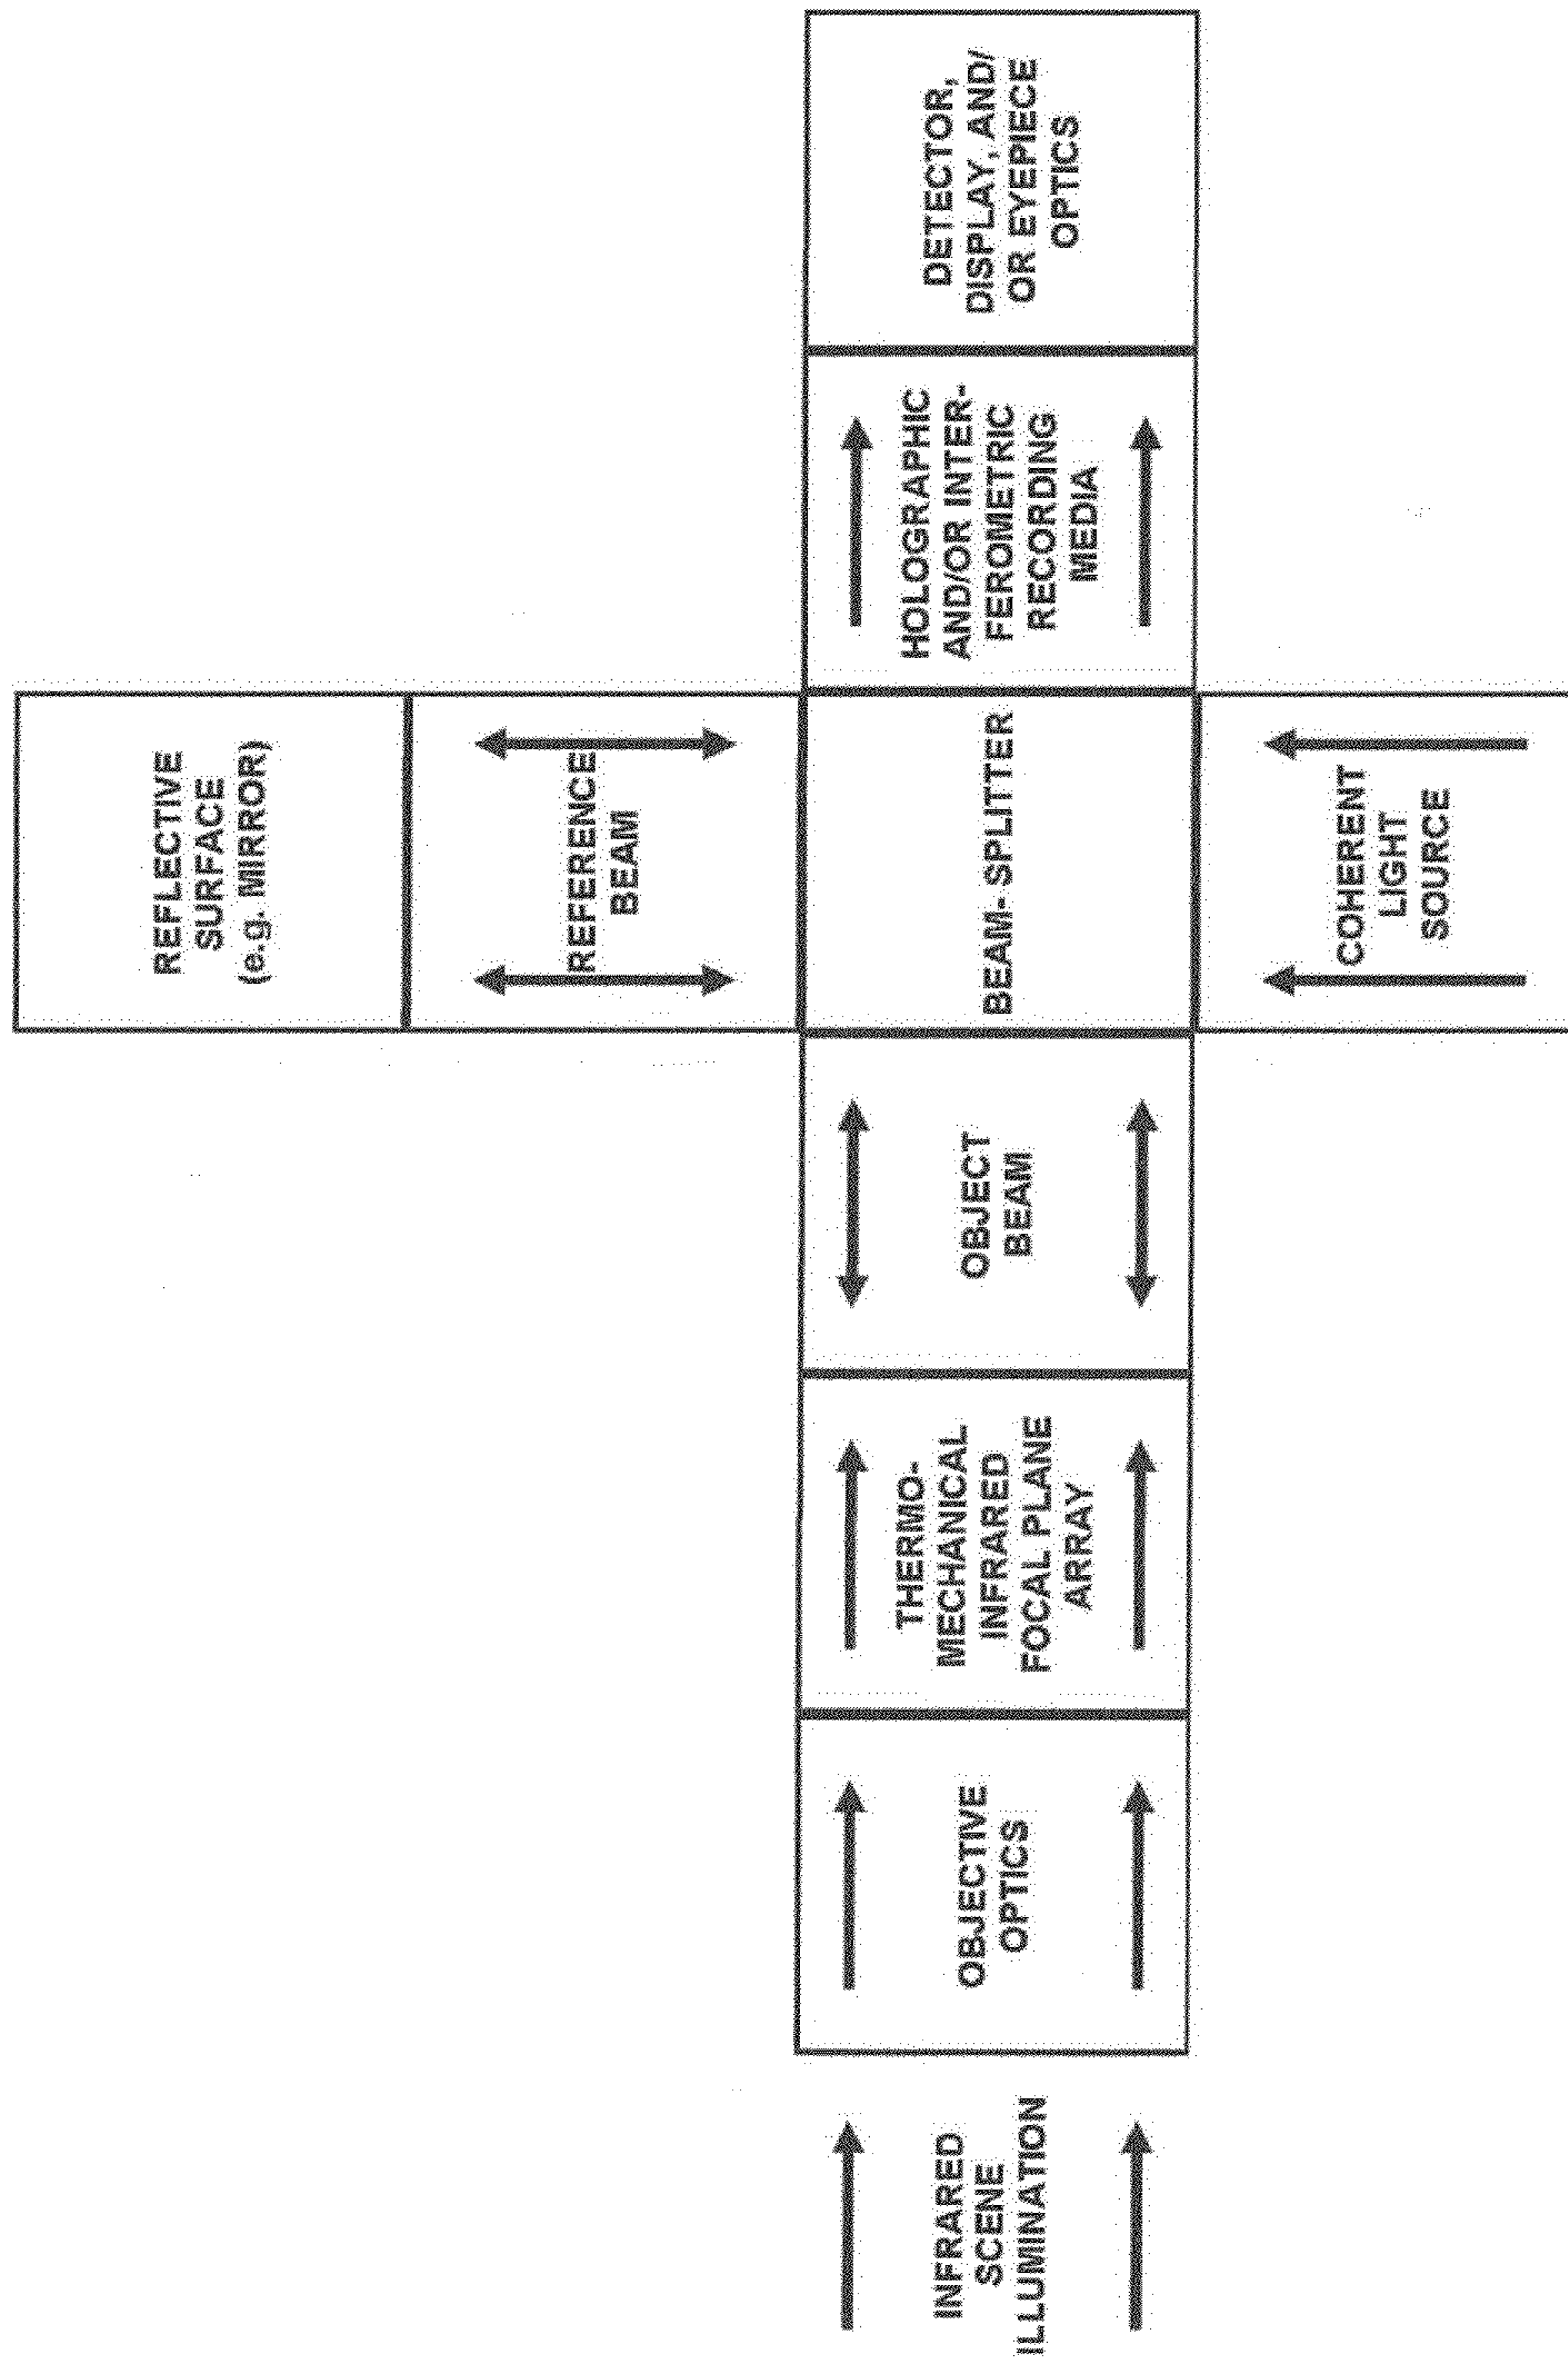 REFLECTIVE
SURFACE
(e.g. MIRROR)
REFERENCE
BEAM
INFRARED
SCENE
ILLUMINATION
OBJECTIVE
OPTICS
THERMO-
MECHANICAL
INFRARED
FOCAL PLANE
ARRAY
OBJECT
BEAM
BEAM- SPLITTER
HOLOGRAPHIC
AND/OR INTER-
FEROMETRIC
RECORDING
MEDIA
DETECTOR,
DISPLAY, AND/
OR EYEPIECE
OPTICS
COHERENT
LIGHT
SOURCE